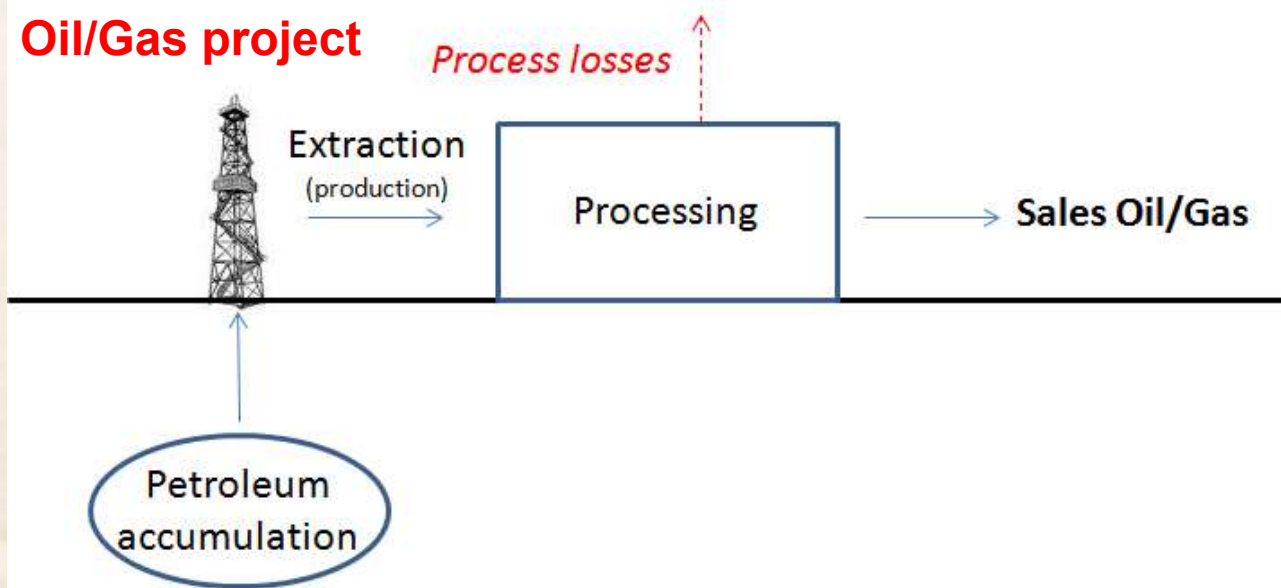 Oil/Gas project
Process losses
Extraction
(production)
Processing
Sales Oil/Gas
Petroleum
accumulation